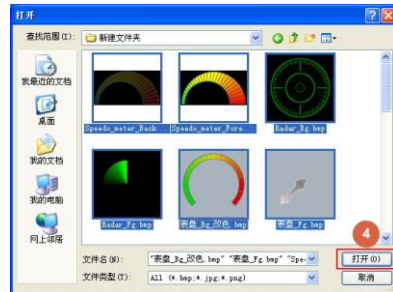 打开
查找范围(I):
新建文件夹
我最近的文档
桌面
我的文档
我的电脑
网上邻居
Speedo_meter_Back ...
Speedo_meter_Fore...
Radar_Bg.bmp
Radar_Fg.bmp
表盘_Bg_改色.bmp
表盘_Fg.bmp
4
文件名(N):
"表盘_Bg_改色.bmp" "表盘_Fg.bmp" "Spe
打开(O)
文件类型(T):
All (*.bmp;*.jpg;*.png)
取消